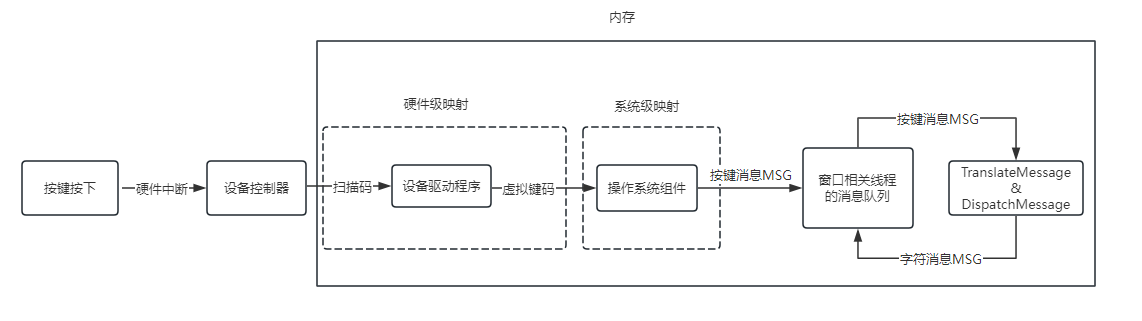 内存
硬件级映射
系统级映射
按键按下
硬件中断
设备控制器
扫描码
设备驱动程序
虚拟键码
操作系统组件
按键消息MSG
窗口相关线程
的消息队列
按键消息MSG
TranslateMessage
&
DispatchMessage
字符消息MSG